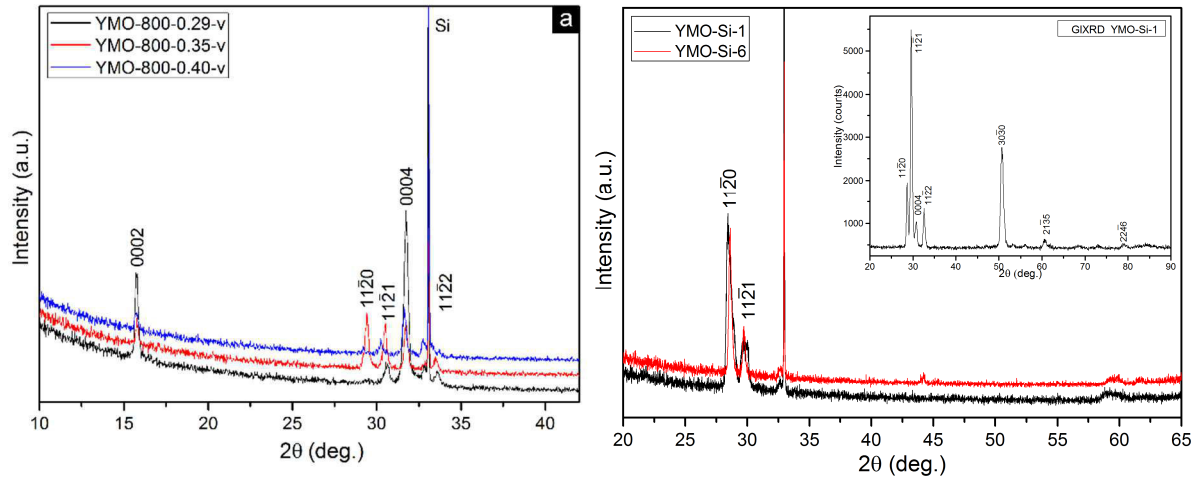 YMO-800-0.29-v
YMO-800-0.35-v
YMO-800-0.40-v
a
Si
Intensity (a.u.)
0002
112̄0
112̄1
0004
112̄2
10 15 20 25 30 35 40
2θ (deg.)
YMO-Si-1
YMO-Si-6
Intensity (a.u.)
112̄0
112̄1
20 25 30 35 40 45 50 55 60 65
2θ (deg.)
GIXRD YMO-Si-1
Intensity (counts)
5000
4000
3000
2000
1000
112̄0
112̄1
0004
112̄2
303̄0
213̄5
224̄6
20 30 40 50 60 70 80 90
2θ (deg.)